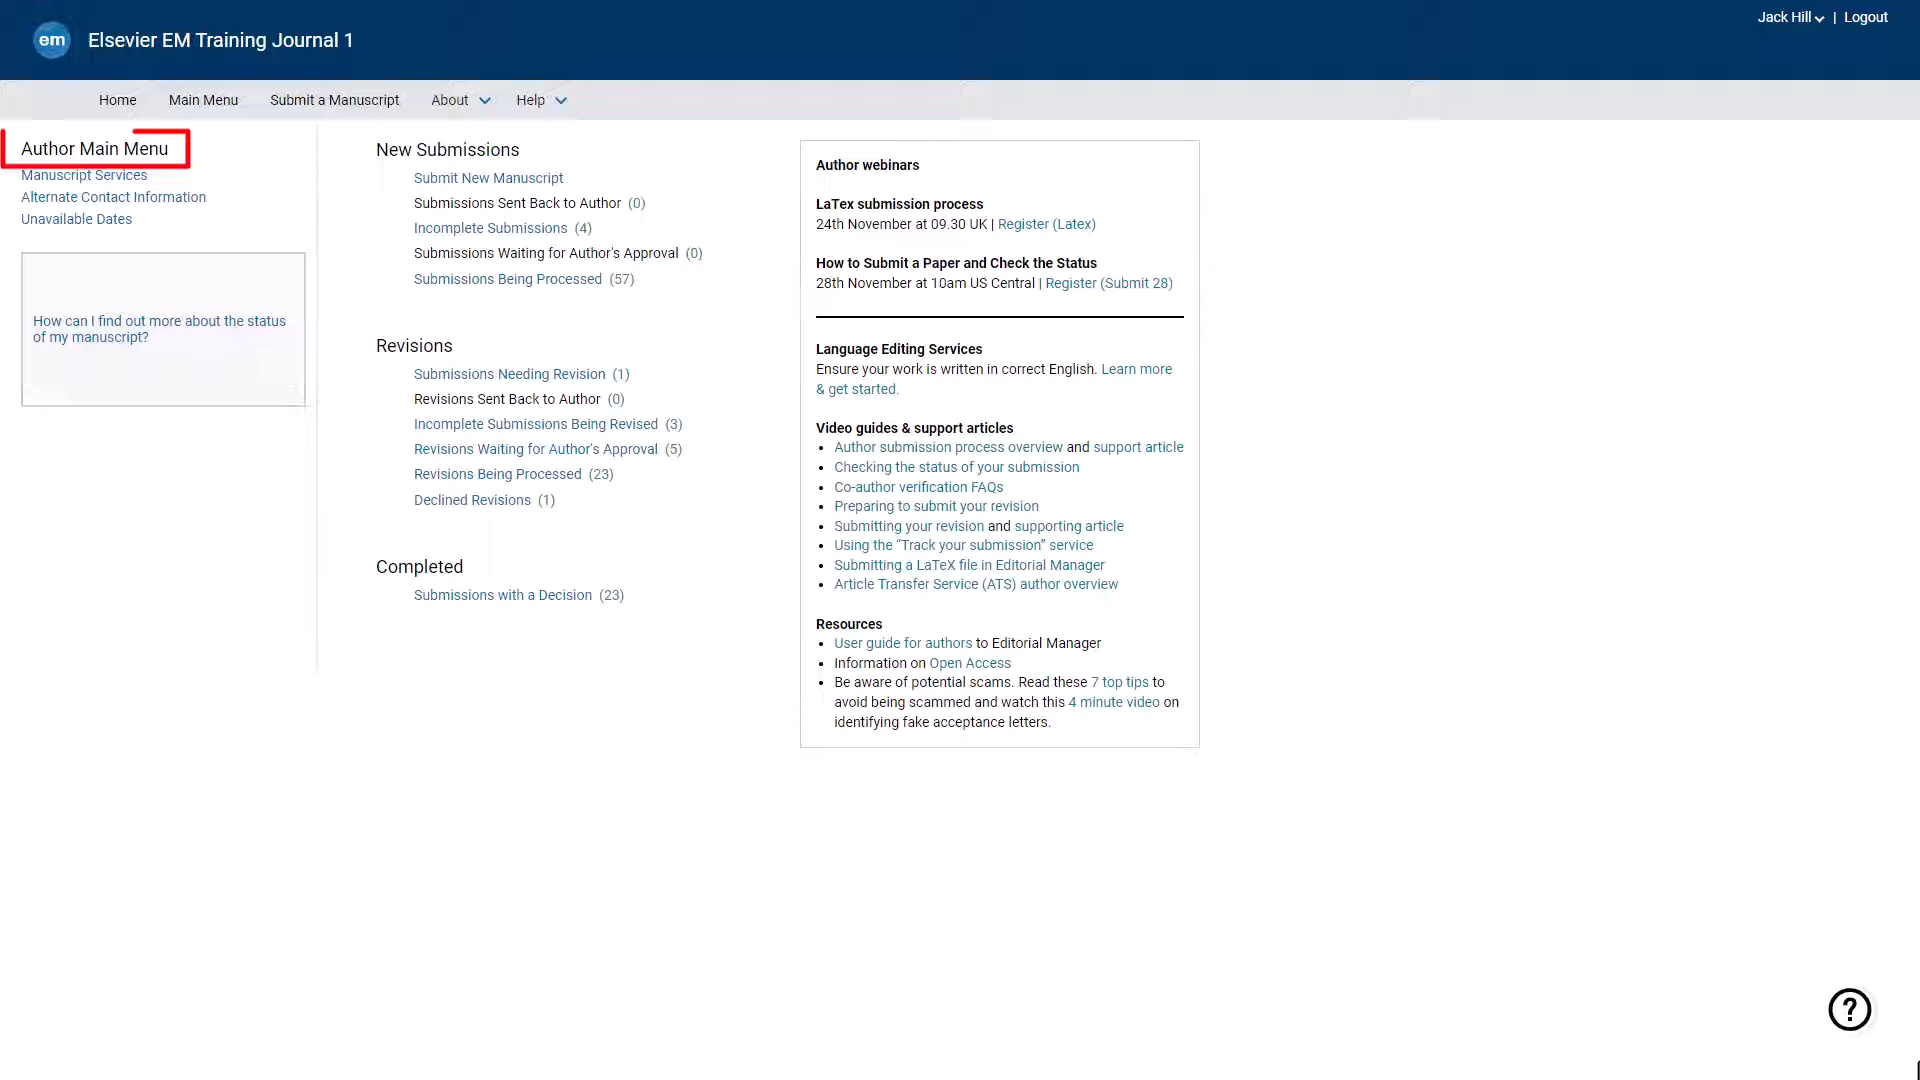 Jack Hill | Logout
em Elsevier EM Training Journal 1
Home Main Menu Submit a Manuscript About Help
Author Main Menu
Manuscript Services
Alternate Contact Information
Unavailable Dates
How can I find out more about the status
of my manuscript?
New Submissions
Submit New Manuscript
Submissions Sent Back to Author (0)
Incomplete Submissions (4)
Submissions Waiting for Author's Approval (0)
Submissions Being Processed (57)
Revisions
Submissions Needing Revision (1)
Revisions Sent Back to Author (0)
Incomplete Submissions Being Revised (3)
Revisions Waiting for Author's Approval (5)
Revisions Being Processed (23)
Declined Revisions (1)
Completed
Submissions with a Decision (23)
Author webinars
LaTex submission process
24th November at 09.30 UK | Register (Latex)
How to Submit a Paper and Check the Status
28th November at 10am US Central | Register (Submit 28)
Language Editing Services
Ensure your work is written in correct English. Learn more
& get started.
Video guides & support articles
• Author submission process overview and support article
• Checking the status of your submission
• Co-author verification FAQs
• Preparing to submit your revision
• Submitting your revision and supporting article
• Using the “Track your submission” service
• Submitting a LaTeX file in Editorial Manager
• Article Transfer Service (ATS) author overview
Resources
• User guide for authors to Editorial Manager
• Information on Open Access
• Be aware of potential scams. Read these 7 top tips to
avoid being scammed and watch this 4 minute video on
identifying fake acceptance letters.
?